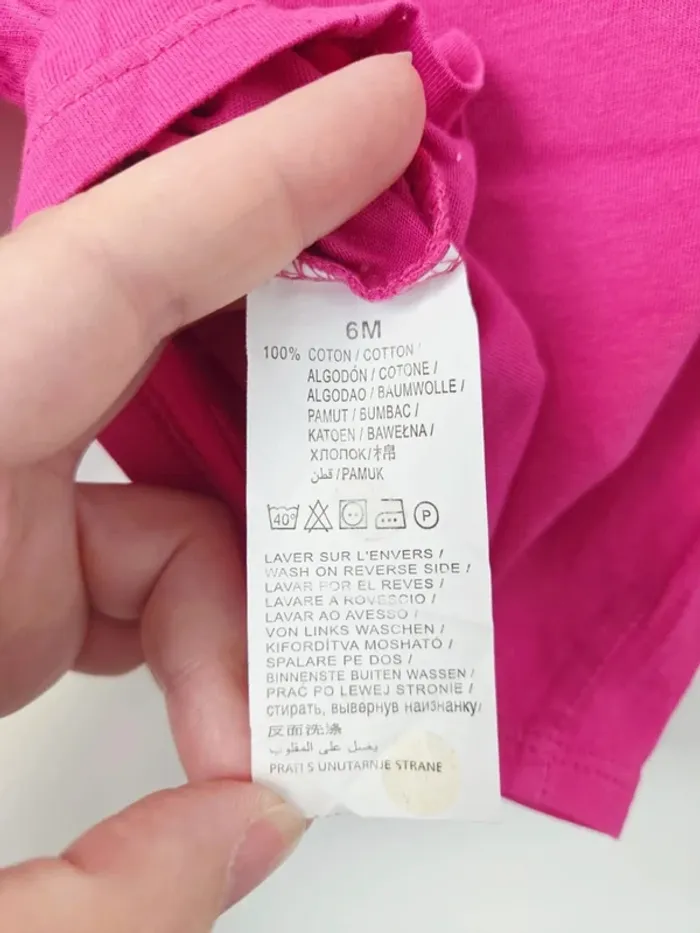 6M
100% COTON / COTTON /
ALGODÓN / COTONE /
ALGODAO / BAUMWOLLE /
PAMUT / BUMBAC /
KATOEN / BAWEŁNA /
ХЛОПОК / 棉
قطن / PAMUK
40° P
LAVER SUR L'ENVERS /
WASH ON REVERSE SIDE /
LAVAR POR EL REVES /
LAVARE A ROVESCIO /
LAVAR AO AVESSO /
VON LINKS WASCHEN /
KIFORDÍTVA MOSHATÓ /
SPALARE PE DOS /
BINNENSTE BUITEN WASSEN /
PRAĆ PO LEWEJ STRONIE /
стирать, вывернув наизнанку/
反面洗滌
يغسل على المقلوب
PRATI S UNUTARNJE STRANE